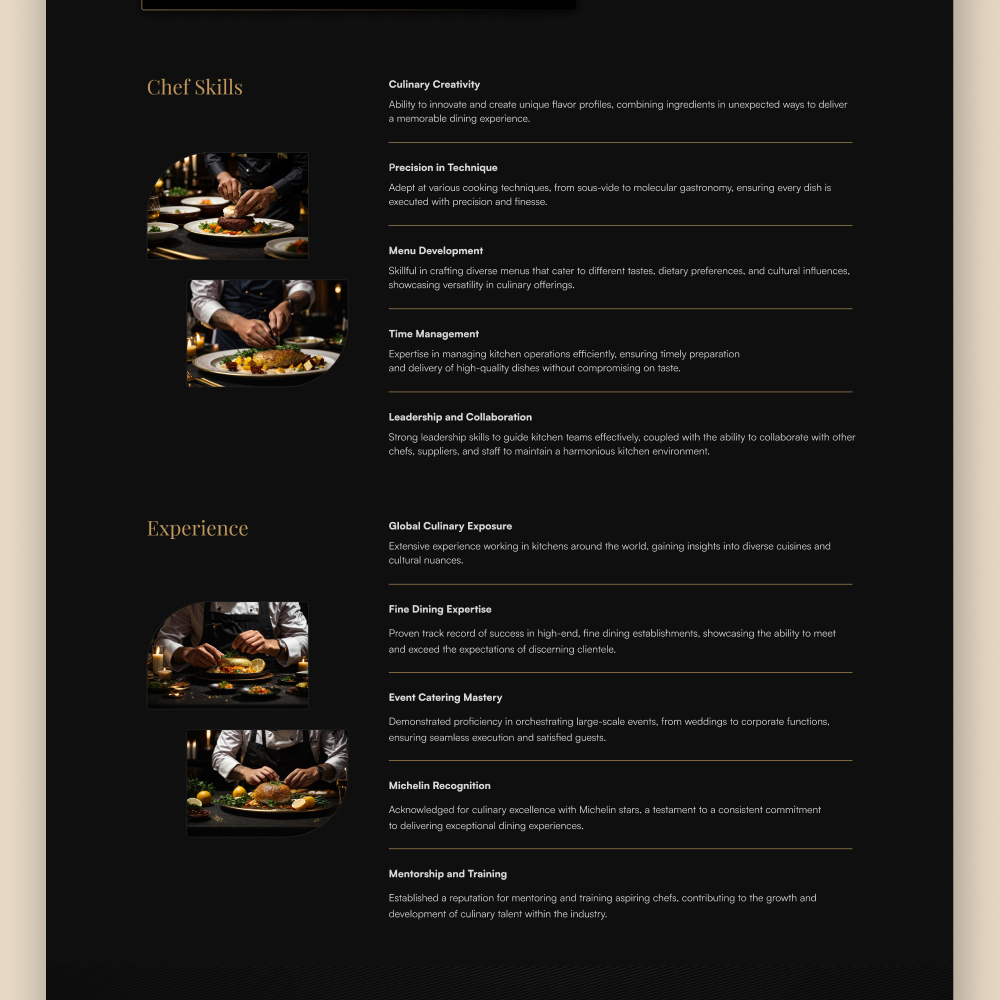 Chef Skills
Culinary Creativity
Ability to innovate and create unique flavor profiles, combining ingredients in unexpected ways to deliver
a memorable dining experience.
Precision in Technique
Adept at various cooking techniques, from sous-vide to molecular gastronomy, ensuring every dish is
executed with precision and finesse.
Menu Development
Skillful in crafting diverse menus that cater to different tastes, dietary preferences, and cultural influences,
showcasing versatility in culinary offerings.
Time Management
Expertise in managing kitchen operations efficiently, ensuring timely preparation
and delivery of high-quality dishes without compromising on taste.
Leadership and Collaboration
Strong leadership skills to guide kitchen teams effectively, coupled with the ability to collaborate with other
chefs, suppliers, and staff to maintain a harmonious kitchen environment.
Experience
Global Culinary Exposure
Extensive experience working in kitchens around the world, gaining insights into diverse cuisines and
cultural nuances.
Fine Dining Expertise
Proven track record of success in high-end, fine dining establishments, showcasing the ability to meet
and exceed the expectations of discerning clientele.
Event Catering Mastery
Demonstrated proficiency in orchestrating large-scale events, from weddings to corporate functions,
ensuring seamless execution and satisfied guests.
Michelin Recognition
Acknowledged for culinary excellence with Michelin stars, a testament to a consistent commitment
to delivering exceptional dining experiences.
Mentorship and Training
Established a reputation for mentoring and training aspiring chefs, contributing to the growth and
development of culinary talent within the industry.